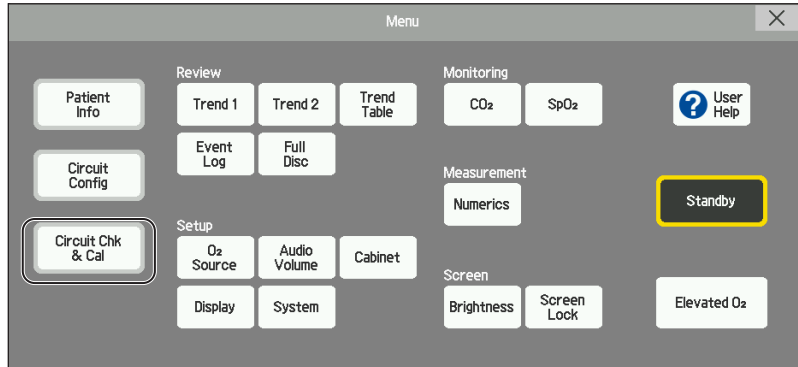 Menu
Patient
Info
Circuit
Config
Circuit Chk
& Cal
Review
Trend 1
Trend 2
Trend
Table
Event
Log
Full
Disc
Setup
O₂
Source
Audio
Volume
Cabinet
Display
System
Monitoring
CO₂
SpO₂
Measurement
Numerics
Screen
Brightness
Screen
Lock
? User
Help
Standby
Elevated O₂